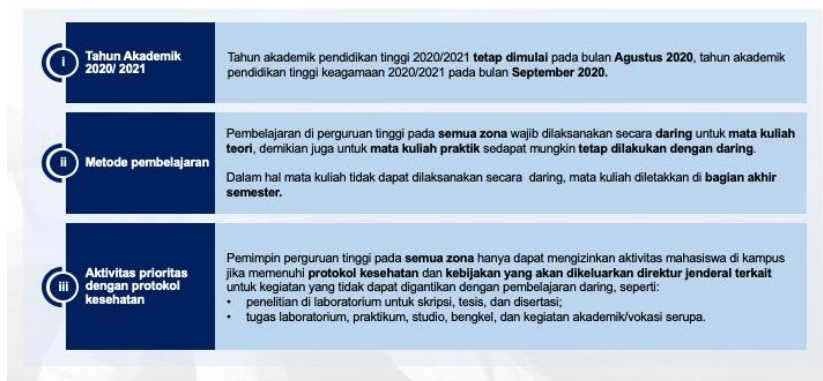 i
Tahun Akademik
2020/ 2021
Tahun akademik pendidikan tinggi 2020/2021 tetap dimulai pada bulan Agustus 2020, tahun akademik
pendidikan tinggi keagamaan 2020/2021 pada bulan September 2020.
ii
Metode pembelajaran
Pembelajaran di perguruan tinggi pada semua zona wajib dilaksanakan secara daring untuk mata kuliah
teori, demikian juga untuk mata kuliah praktik sedapat mungkin tetap dilakukan dengan daring.
Dalam hal mata kuliah tidak dapat dilaksanakan secara daring, mata kuliah diletakkan di bagian akhir
semester.
iii
Aktivitas prioritas
dengan protokol
kesehatan
Pemimpin perguruan tinggi pada semua zona hanya dapat mengizinkan aktivitas mahasiswa di kampus
jika memenuhi protokol kesehatan dan kebijakan yang akan dikeluarkan direktur jenderal terkait
untuk kegiatan yang tidak dapat digantikan dengan pembelajaran daring, seperti:
• penelitian di laboratorium untuk skripsi, tesis, dan disertasi;
• tugas laboratorium, praktikum, studio, bengkel, dan kegiatan akademik/vokasi serupa.